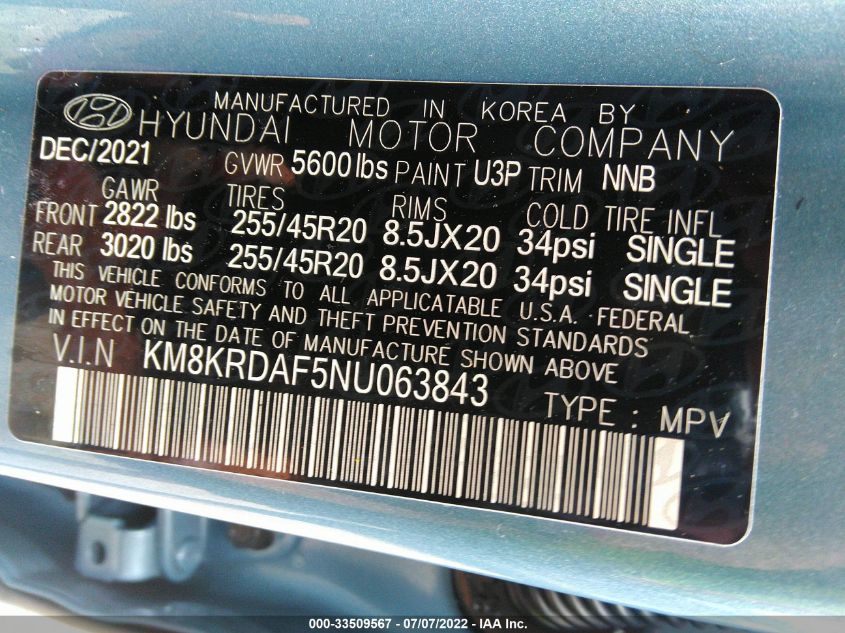 MANUFACTURED IN KOREA BY
HYUNDAI MOTOR COMPANY
DEC/2021 GVWR 5600lbs PAINT U3P TRIM NNB
GAWR TIRES RIMS COLD TIRE INFL
FRONT 2822 lbs 255/45R20 8.5JX20 34psi SINGLE
REAR 3020 lbs 255/45R20 8.5JX20 34psi SINGLE
THIS VEHICLE CONFORMS TO ALL APPLICATABLE U.S.A. FEDERAL
MOTOR VEHICLE SAFETY AND THEFT PREVENTION STANDARDS
IN EFFECT ON THE DATE OF MANUFACTURE SHOWN ABOVE
V.I.N KM8KRDAF5NU063843
TYPE : MPV
000-33509567 - 07/07/2022 - IAA Inc.